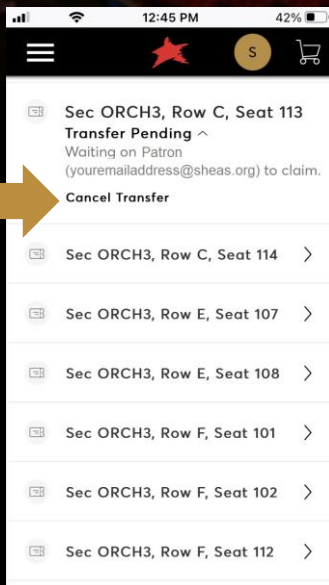 12:45 PM 42%
S
Sec ORCH3, Row C, Seat 113
Transfer Pending
Waiting on Patron
(youremailaddress@sheas.org) to claim.
Cancel Transfer
Sec ORCH3, Row C, Seat 114
Sec ORCH3, Row E, Seat 107
Sec ORCH3, Row E, Seat 108
Sec ORCH3, Row F, Seat 101
Sec ORCH3, Row F, Seat 102
Sec ORCH3, Row F, Seat 112